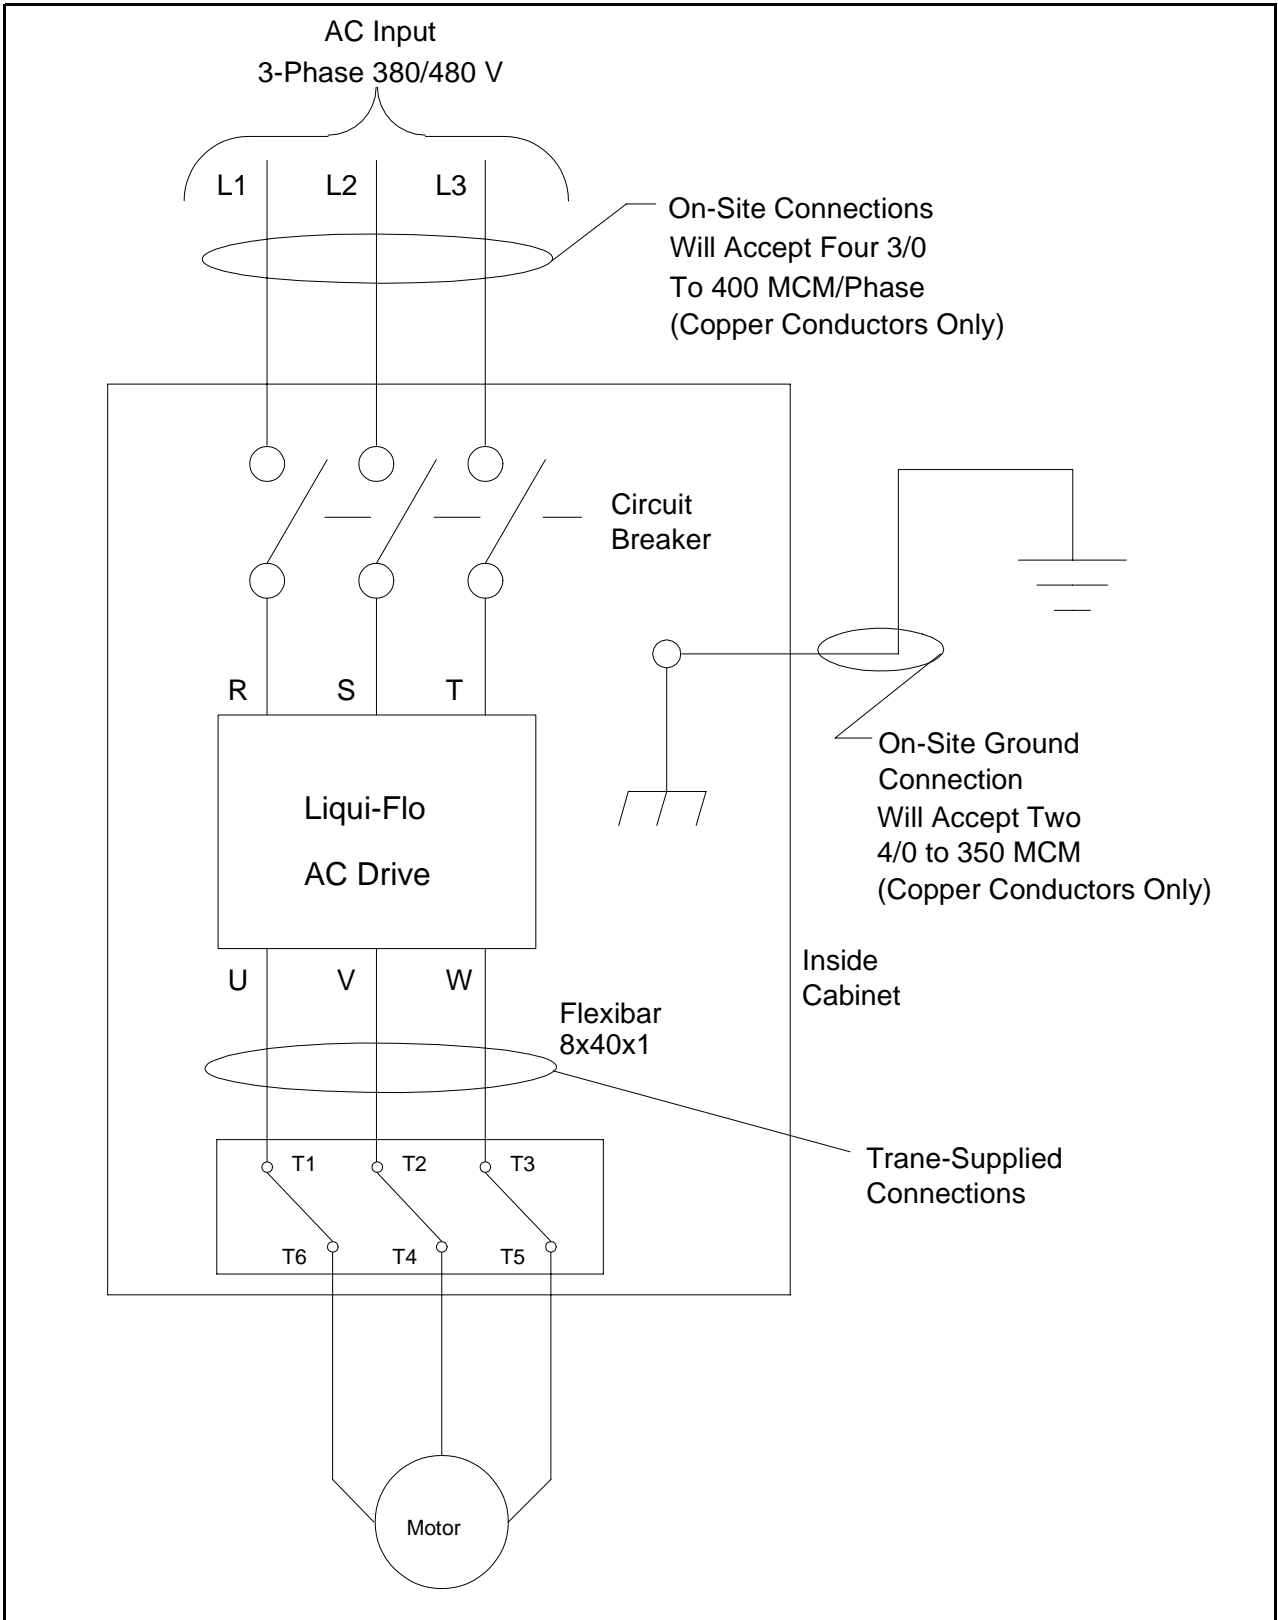 AC Input
3-Phase 380/480 V
L1 L2 L3
On-Site Connections
Will Accept Four 3/0
To 400 MCM/Phase
(Copper Conductors Only)
Circuit
Breaker
R S T
Liqui-Flo
AC Drive
On-Site Ground
Connection
Will Accept Two
4/0 to 350 MCM
(Copper Conductors Only)
Inside
Cabinet
U V W
Flexibar
8x40x1
T1 T2 T3
Trane-Supplied
Connections
T6 T4 T5
Motor